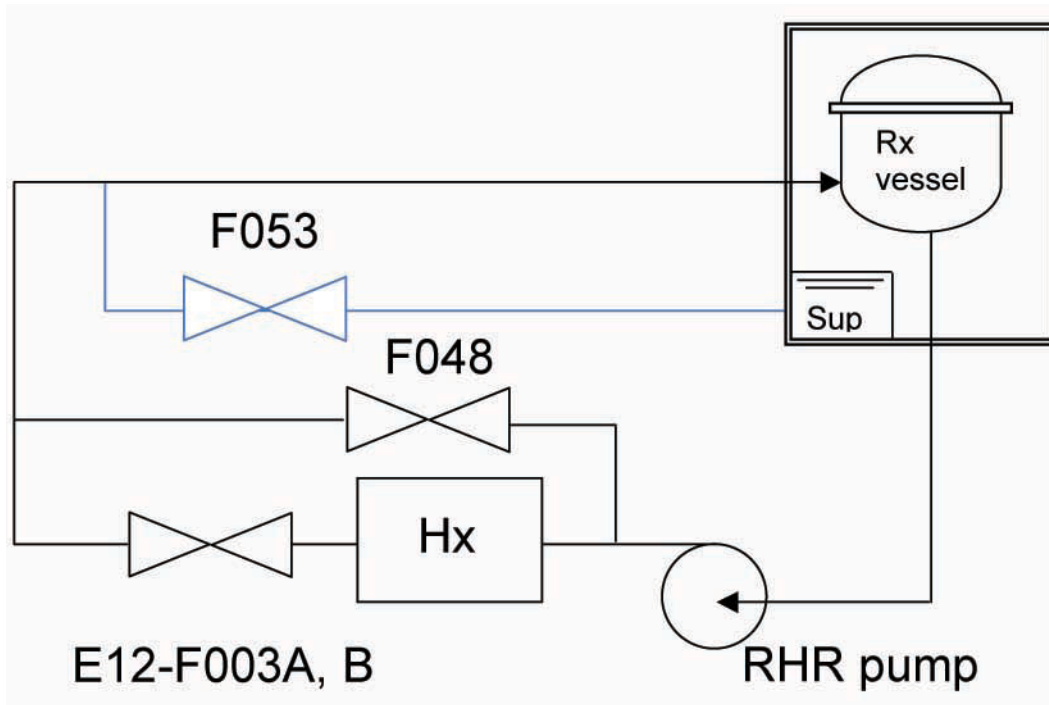 Rx
vessel
F053
Sup
F048
Hx
E12-F003A, B
RHR pump